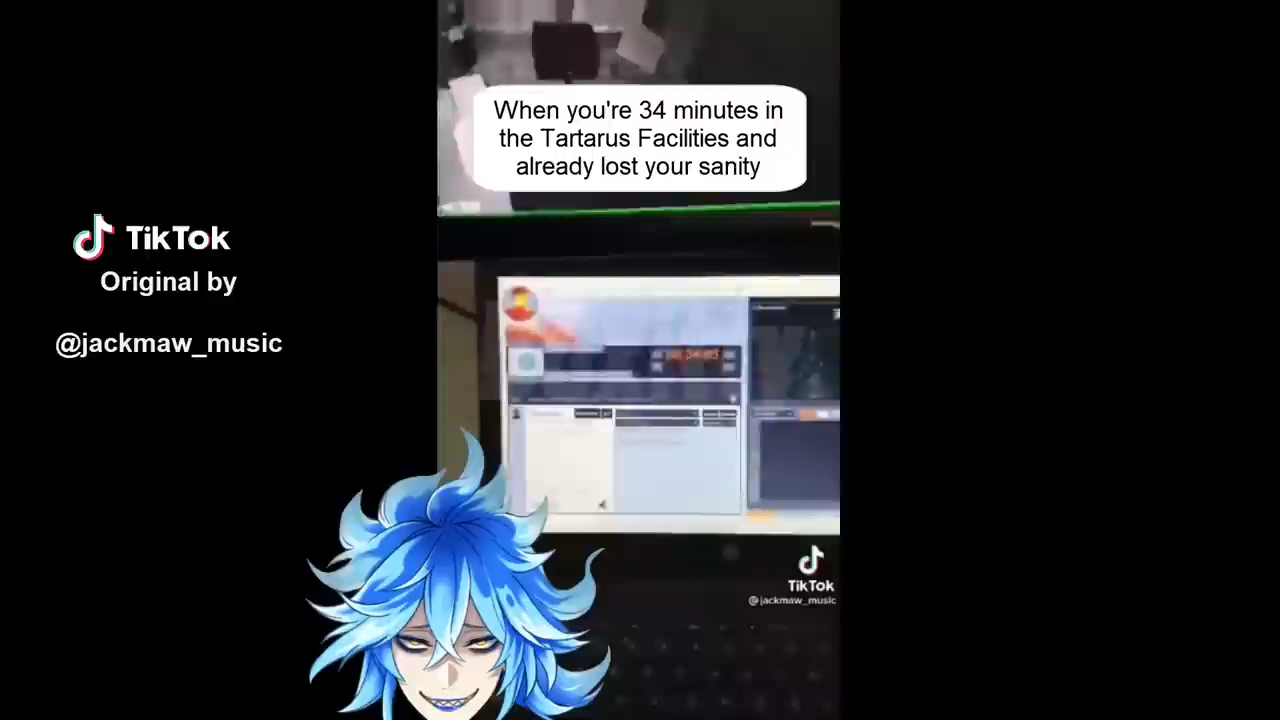 When you're 34 minutes in
the Tartarus Facilities and
already lost your sanity
TikTok
Original by
@jackmaw_music
TikTok
@jackmaw_music